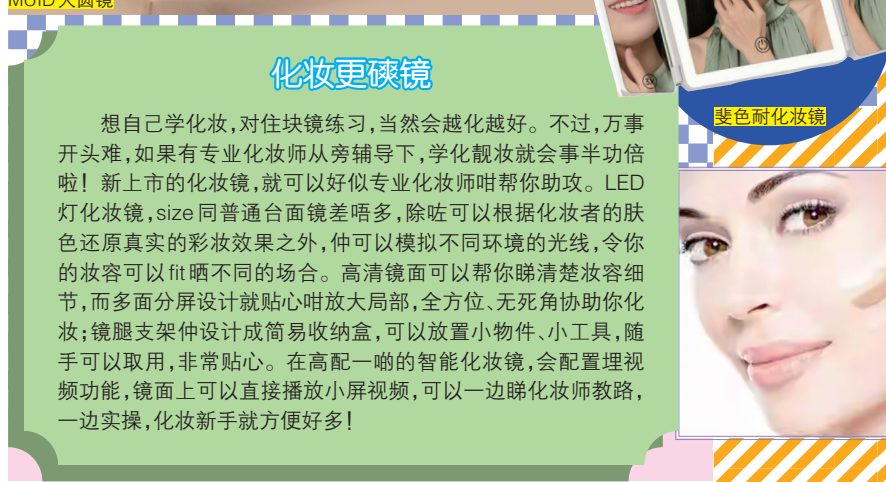 MUID大圆镜
化妆更磢镜
想自己学化妆,对住块镜练习,当然会越化越好。不过,万事
开头难,如果有专业化妆师从旁辅导下,学化靓妆就会事半功倍
啦!新上市的化妆镜,就可以好似专业化妆师咁帮你助攻。LED
灯化妆镜,size同普通台面镜差唔多,除咗可以根据化妆者的肤
色还原真实的彩妆效果之外,仲可以模拟不同环境的光线,令你
的妆容可以fit晒不同的场合。高清镜面可以帮你睇清楚妆容细
节,而多面分屏设计就贴心咁放大局部,全方位、无死角协助你化
妆;镜腿支架仲设计成简易收纳盒,可以放置小物件、小工具,随
手可以取用,非常贴心。在高配一啲的智能化妆镜,会配置埋视
频功能,镜面上可以直接播放小屏视频,可以一边睇化妆师教路,
一边实操,化妆新手就方便好多!
斐色耐化妆镜